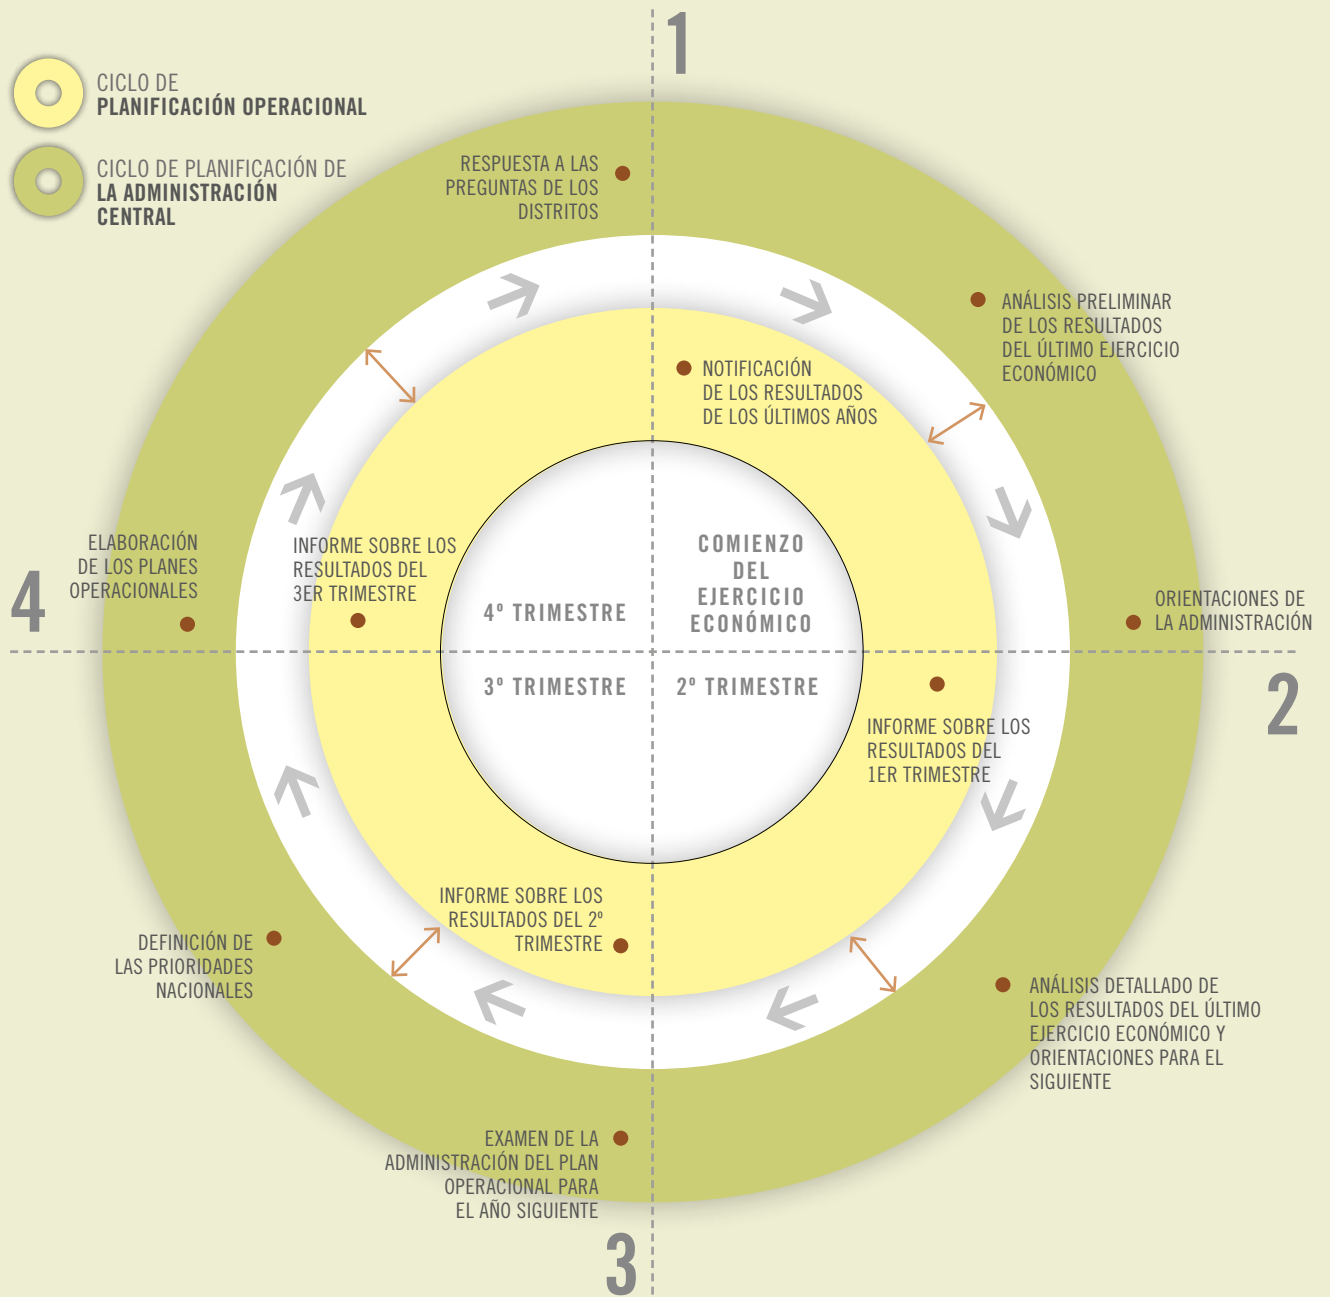 1
CICLO DE
PLANIFICACIÓN OPERACIONAL
CICLO DE PLANIFICACIÓN DE
LA ADMINISTRACIÓN
CENTRAL
RESPUESTA A LAS
PREGUNTAS DE LOS
DISTRITOS
ANÁLISIS PRELIMINAR
DE LOS RESULTADOS
DEL ÚLTIMO EJERCICIO
ECONÓMICO
NOTIFICACIÓN
DE LOS RESULTADOS
DE LOS ÚLTIMOS AÑOS
ELABORACIÓN
DE LOS PLANES
OPERACIONALES
4
INFORME SOBRE LOS
RESULTADOS DEL
3ER TRIMESTRE
4º TRIMESTRE
COMIENZO
DEL
EJERCICIO
ECONÓMICO
ORIENTACIONES DE
LA ADMINISTRACIÓN
3º TRIMESTRE
2º TRIMESTRE
2
INFORME SOBRE LOS
RESULTADOS DEL
1ER TRIMESTRE
INFORME SOBRE LOS
RESULTADOS DEL 2º
TRIMESTRE
DEFINICIÓN DE
LAS PRIORIDADES
NACIONALES
ANÁLISIS DETALLADO DE
LOS RESULTADOS DEL ÚLTIMO
EJERCICIO ECONÓMICO Y
ORIENTACIONES PARA EL
SIGUIENTE
EXAMEN DE LA
ADMINISTRACIÓN DEL PLAN
OPERACIONAL PARA
EL AÑO SIGUIENTE
3